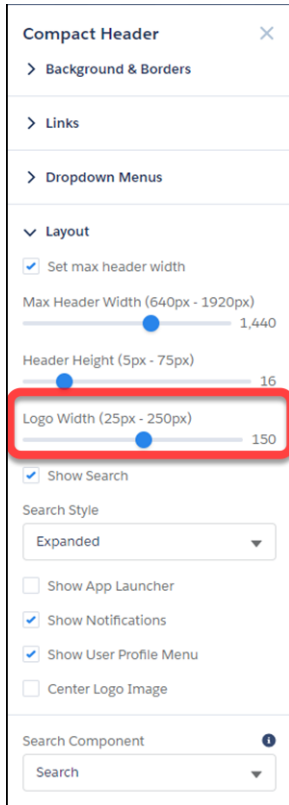 Compact Header
Background & Borders
Links
Dropdown Menus
Layout
Set max header width
Max Header Width (640px - 1920px)
1,440
Header Height (5px - 75px)
16
Logo Width (25px - 250px)
150
Show Search
Search Style
Expanded
Show App Launcher
Show Notifications
Show User Profile Menu
Center Logo Image
Search Component
Search